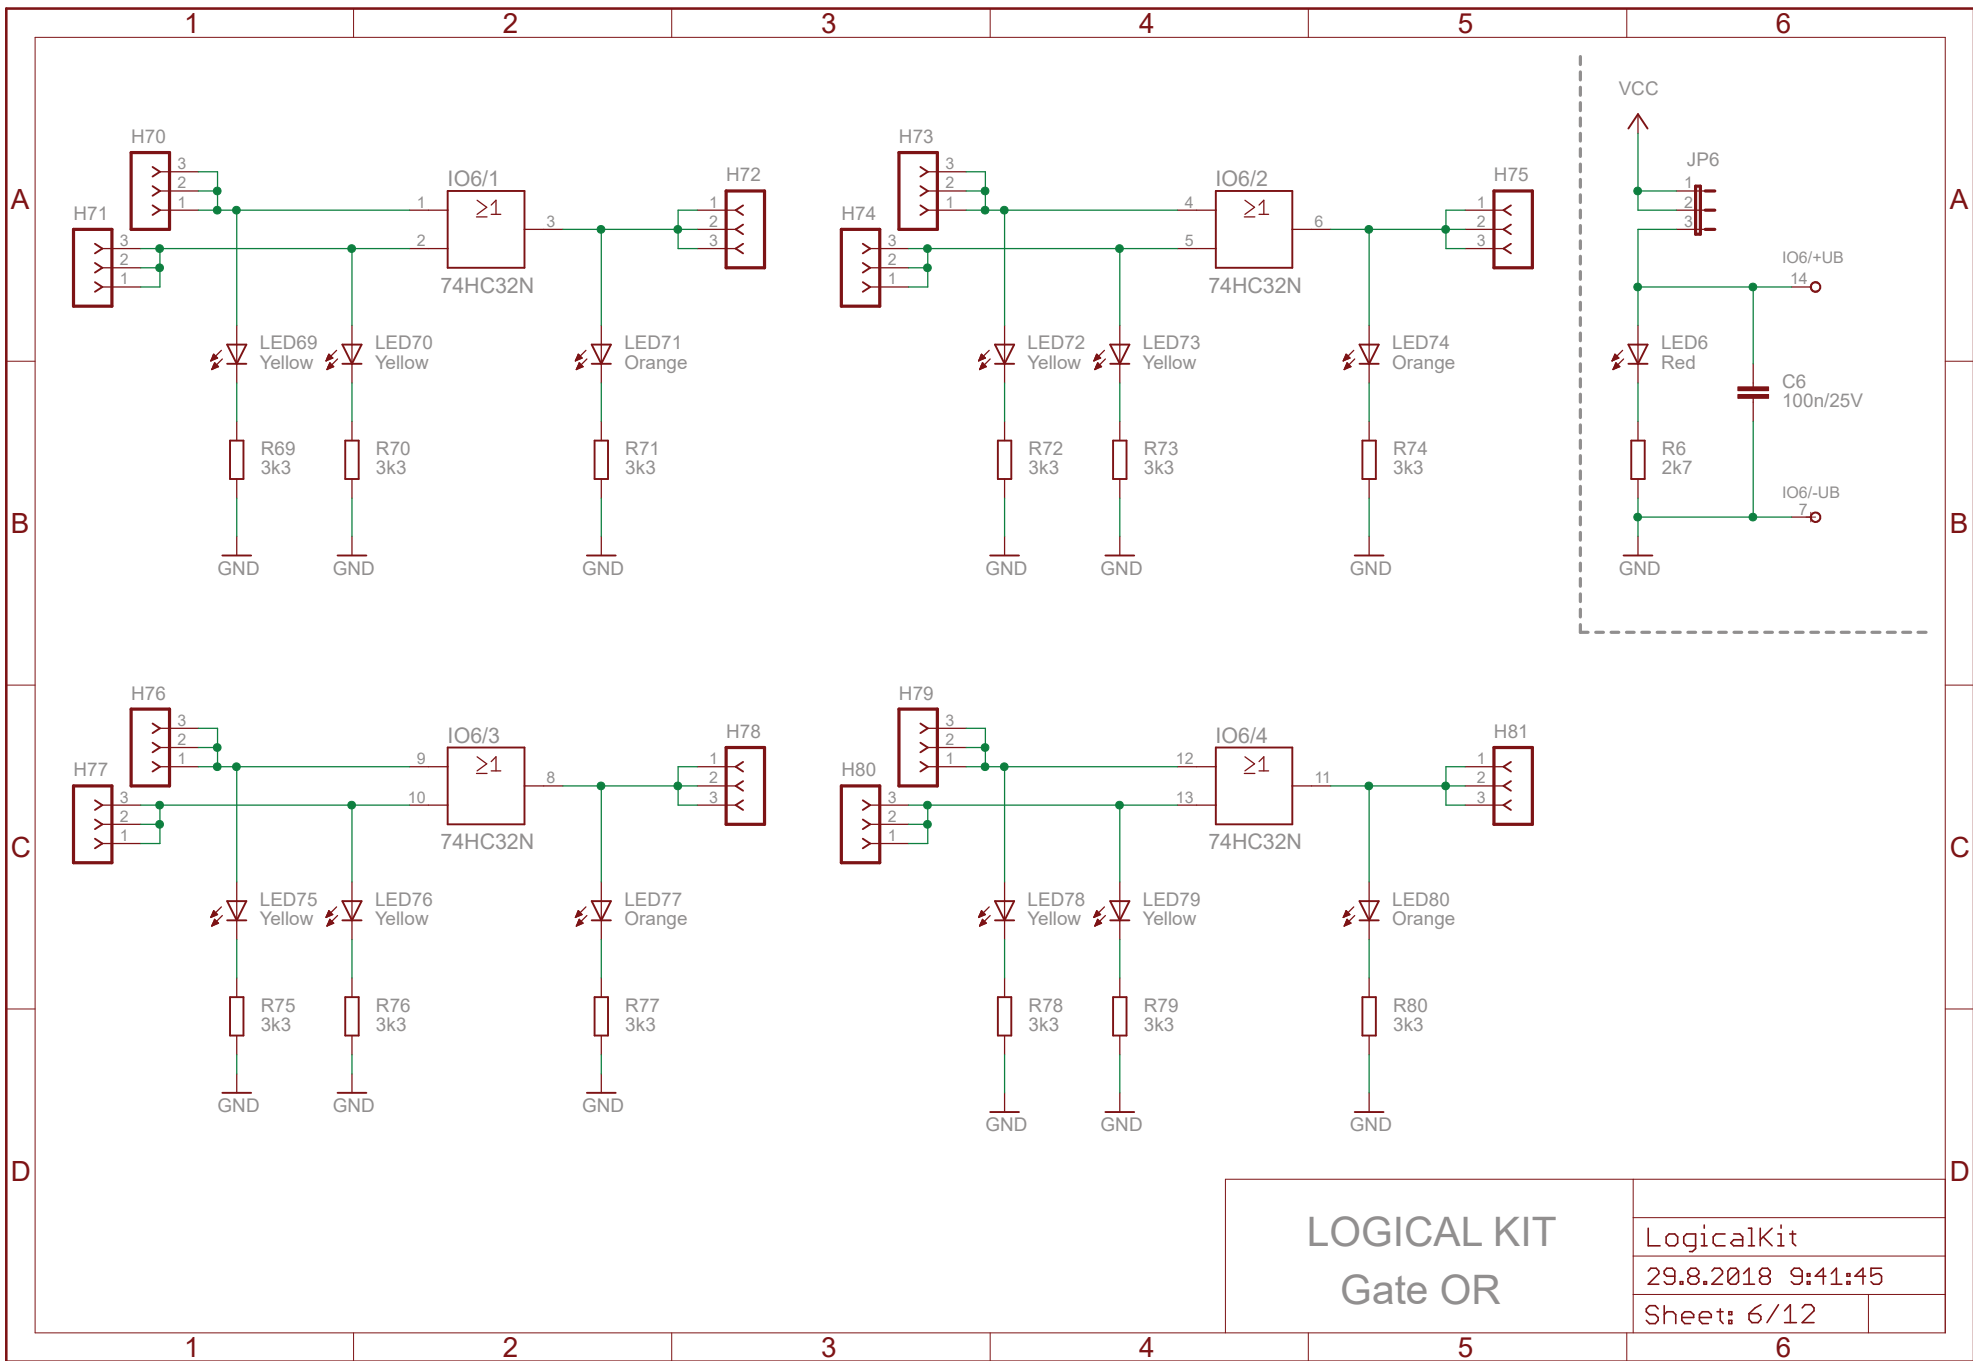 1 2 3 4 5 6
A A
B B
C C
D D
H70
3
2
1
H71
3
2
1
IO6/1
≥1
1
2
3
74HC32N
H72
1
2
3
LED69
Yellow
LED70
Yellow
LED71
Orange
R69
3k3
R70
3k3
R71
3k3
GND GND GND
H73
3
2
1
H74
3
2
1
IO6/2
≥1
4
5
6
74HC32N
H75
1
2
3
LED72
Yellow
LED73
Yellow
LED74
Orange
R72
3k3
R73
3k3
R74
3k3
GND GND GND
VCC
JP6
1
2
3
IO6/+UB
14
LED6
Red
C6
100n/25V
R6
2k7
IO6/-UB
7
GND
H76
3
2
1
H77
3
2
1
IO6/3
≥1
9
10
8
74HC32N
H78
1
2
3
LED75
Yellow
LED76
Yellow
LED77
Orange
R75
3k3
R76
3k3
R77
3k3
GND GND GND
H79
3
2
1
H80
3
2
1
IO6/4
≥1
12
13
11
74HC32N
H81
1
2
3
LED78
Yellow
LED79
Yellow
LED80
Orange
R78
3k3
R79
3k3
R80
3k3
GND GND GND
LOGICAL KIT
Gate OR
LogicalKit
29.8.2018 9:41:45
Sheet: 6/12
1 2 3 4 5 6